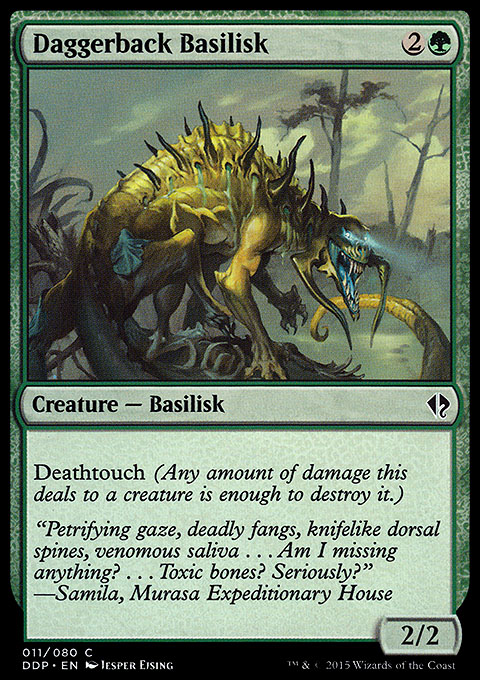 Daggerback Basilisk 2
Creature — Basilisk
Deathtouch (Any amount of damage this
deals to a creature is enough to destroy it.)
“Petrifying gaze, deadly fangs, knifelike dorsal
spines, venomous saliva . . . Am I missing
anything? . . . Toxic bones? Seriously?”
—Samila, Murasa Expeditionary House
2/2
011/080 C
DDP • EN Jesper Eising
™ & © 2015 Wizards of the Coast